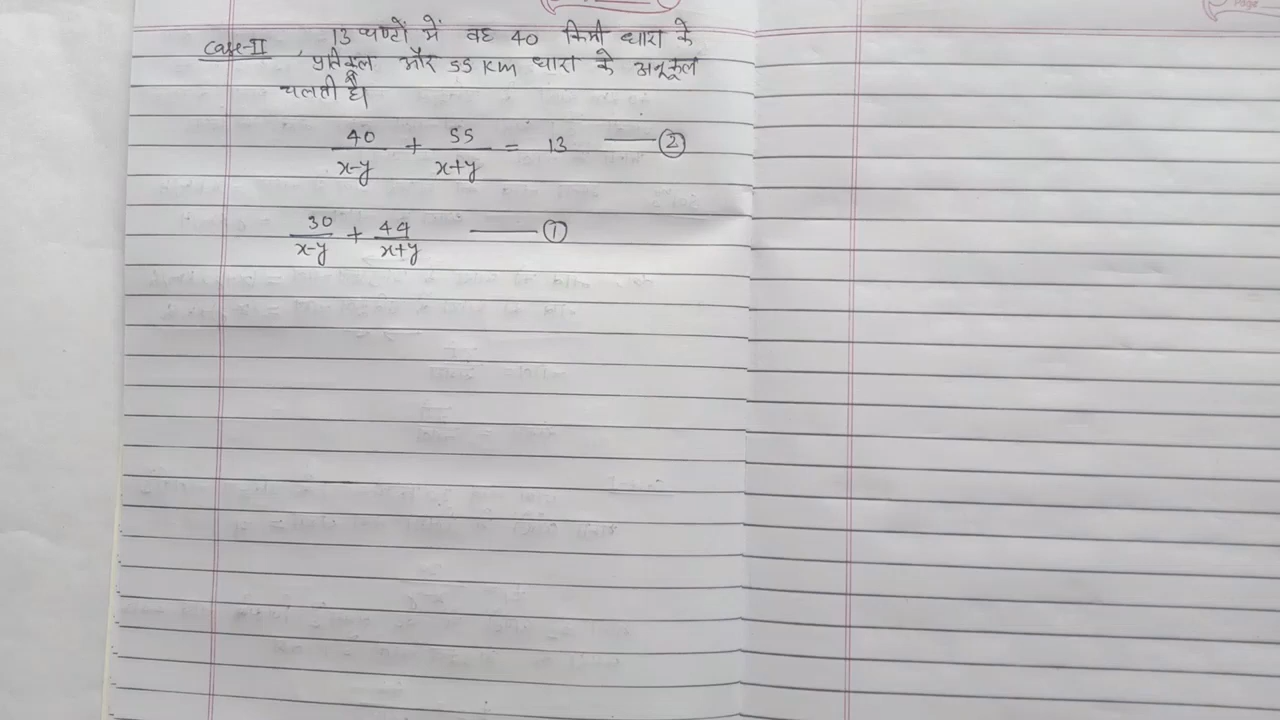 Case-II 13 घण्टों में वह 40 किमी धारा के
प्रतिकूल और 55 Km धारा के अनुकूल
चलती है।
40/(x-y) + 55/(x+y) = 13 —— ②
30/(x-y) + 44/(x+y) —— ①